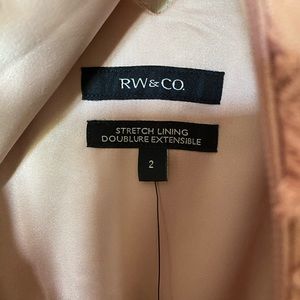 RW&CO.
STRETCH LINING
DOUBLURE EXTENSIBLE
2